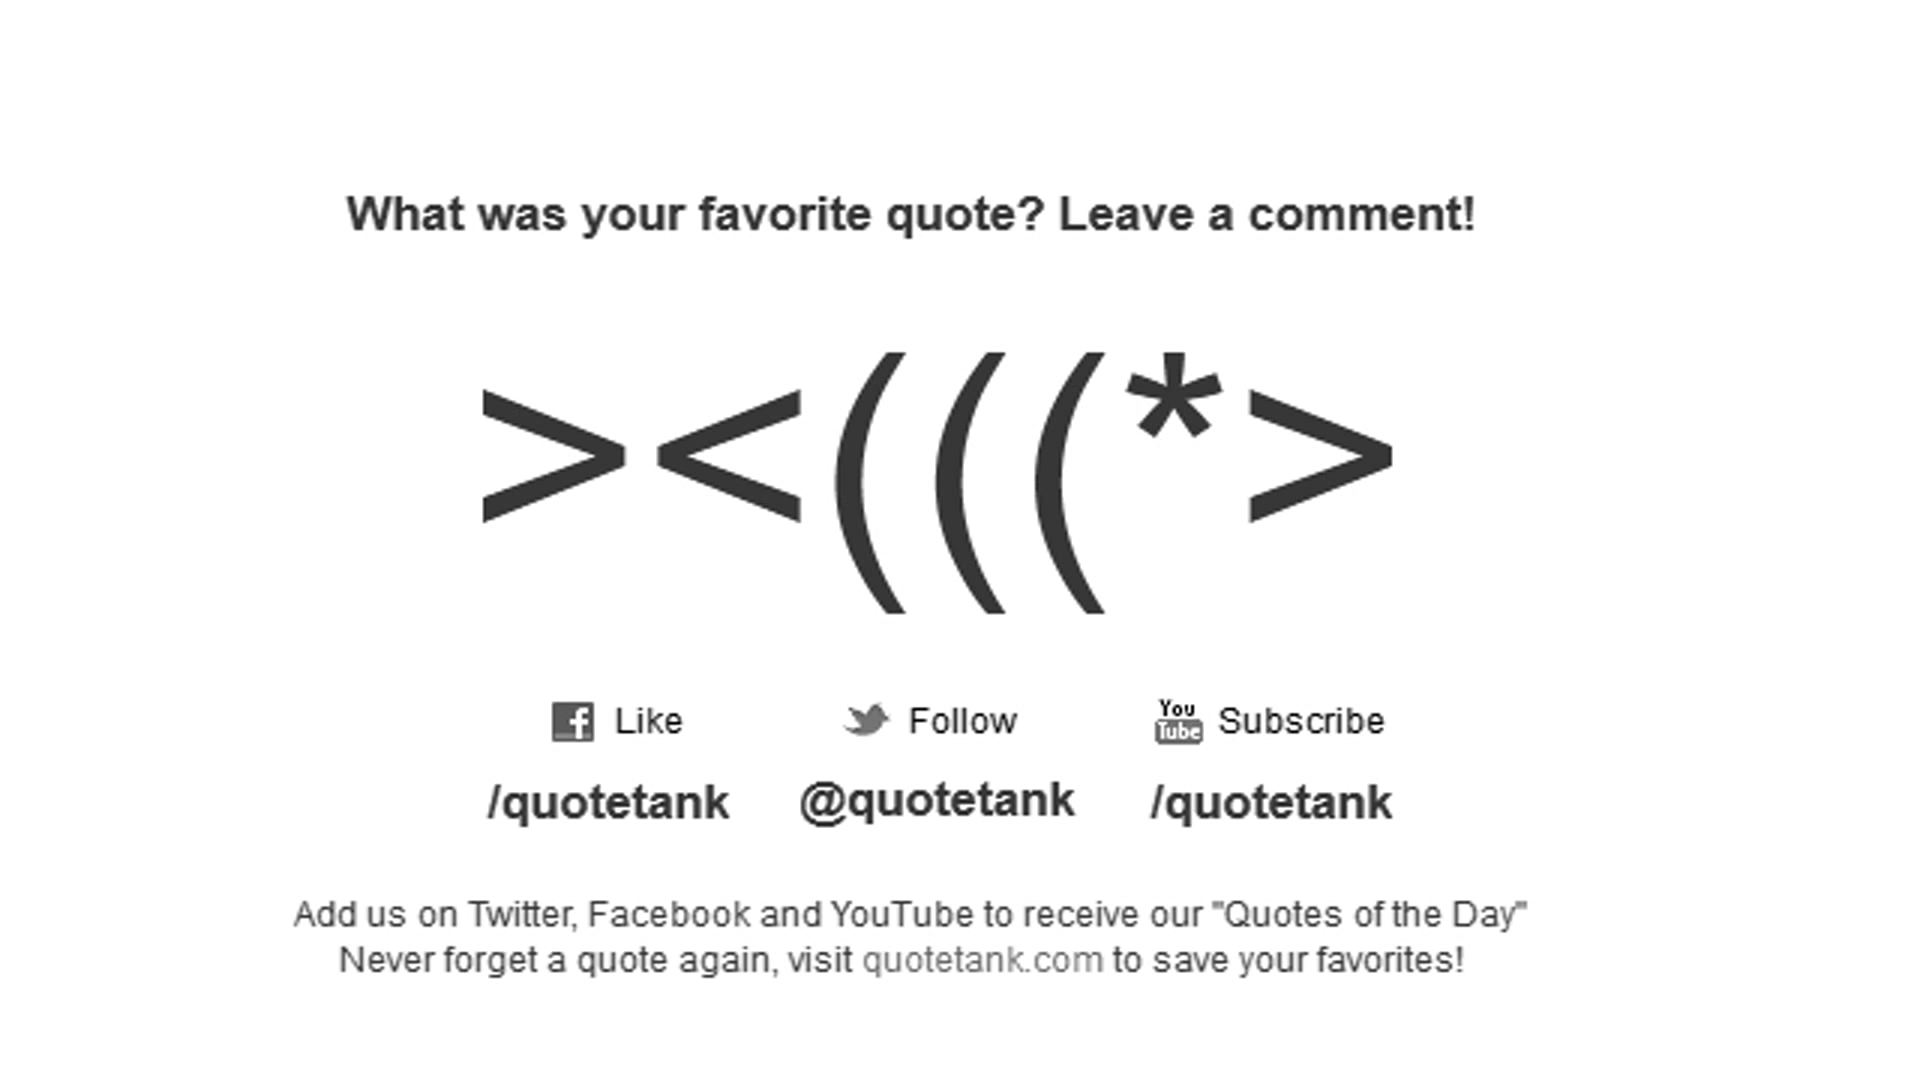 What was your favorite quote? Leave a comment!
><(((*>
f Like Follow You Tube Subscribe
/quotetank @quotetank /quotetank
Add us on Twitter, Facebook and YouTube to receive our "Quotes of the Day"
Never forget a quote again, visit quotetank.com to save your favorites!